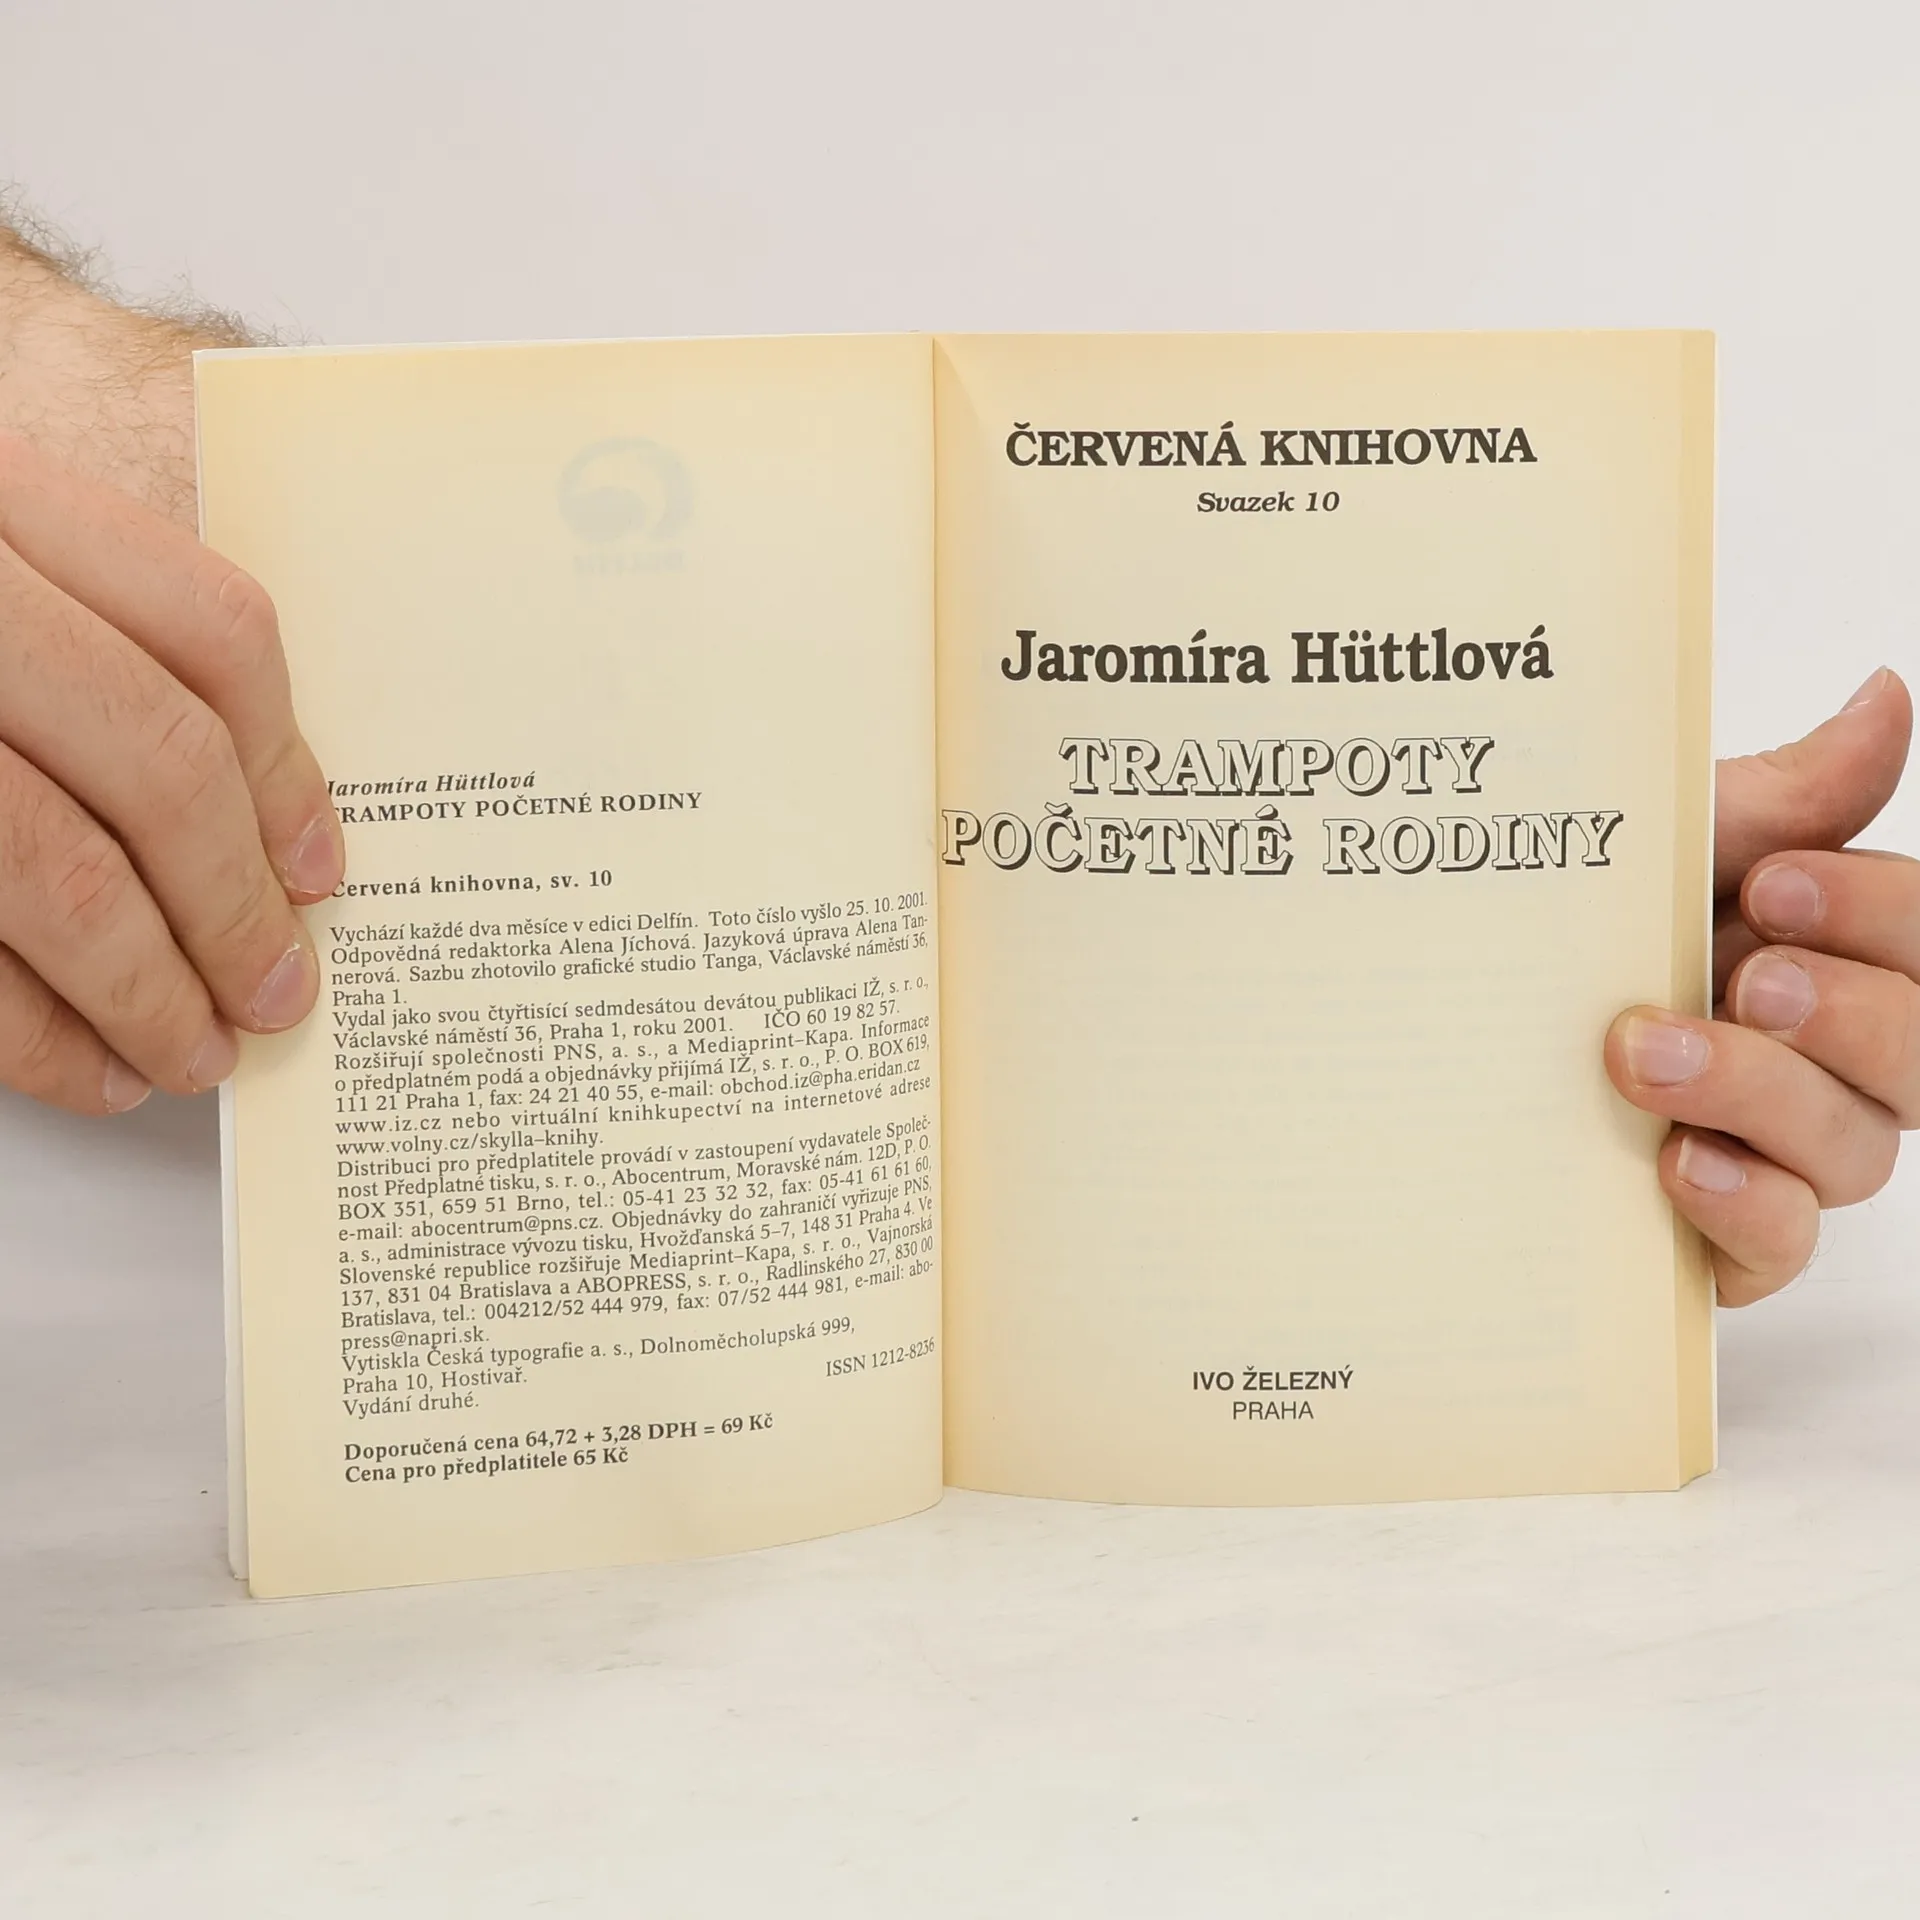 Jaromíra Hüttlová
TRAMPOTY POČETNÉ RODINY
Červená knihovna, sv. 10
Vychází každé dva měsíce v edici Delfín. Toto číslo vyšlo 25. 10. 2001.
Odpovědná redaktorka Alena Jíchová. Jazyková úprava Alena Tan-
nerová. Sazbu zhotovilo grafické studio Tanga, Václavské náměstí 36,
Praha 1.
Vydal jako svou čtyřtisící sedmdesátou devátou publikaci IŽ, s. r. o.,
Václavské náměstí 36, Praha 1, roku 2001. IČO 60 19 82 57.
Rozšiřují společnosti PNS, a. s., a Mediaprint–Kapa. Informace
o předplatném podá a objednávky přijímá IŽ, s. r. o., P. O. BOX 619,
111 21 Praha 1, fax: 24 21 40 55, e-mail: obchod.iz@pha.eridan.cz
www.iz.cz nebo virtuální knihkupectví na internetové adrese
www.volny.cz/skylla–knihy.
Distribuci pro předplatitele provádí v zastoupení vydavatele Společ-
nost Předplatné tisku, s. r. o., Abocentrum, Moravské nám. 12D, P. O.
BOX 351, 659 51 Brno, tel.: 05-41 23 32 32, fax: 05-41 61 61 60,
e-mail: abocentrum@pns.cz. Objednávky do zahraničí vyřizuje PNS,
a. s., administrace vývozu tisku, Hvožďanská 5–7, 148 31 Praha 4. Ve
Slovenské republice rozšiřuje Mediaprint–Kapa, s. r. o., Vajnorská
137, 831 04 Bratislava a ABOPRESS, s. r. o., Radlinského 27, 830 00
Bratislava, tel.: 004212/52 444 979, fax: 07/52 444 981, e-mail: abo-
press@napri.sk.
Vytiskla Česká typografie a. s., Dolnoměcholupská 999,
Praha 10, Hostivař.
ISSN 1212-8236
Vydání druhé.
Doporučená cena 64,72 + 3,28 DPH = 69 Kč
Cena pro předplatitele 65 Kč
ČERVENÁ KNIHOVNA
Svazek 10
Jaromíra Hüttlová
TRAMPOTY
POČETNÉ RODINY
IVO ŽELEZNÝ
PRAHA